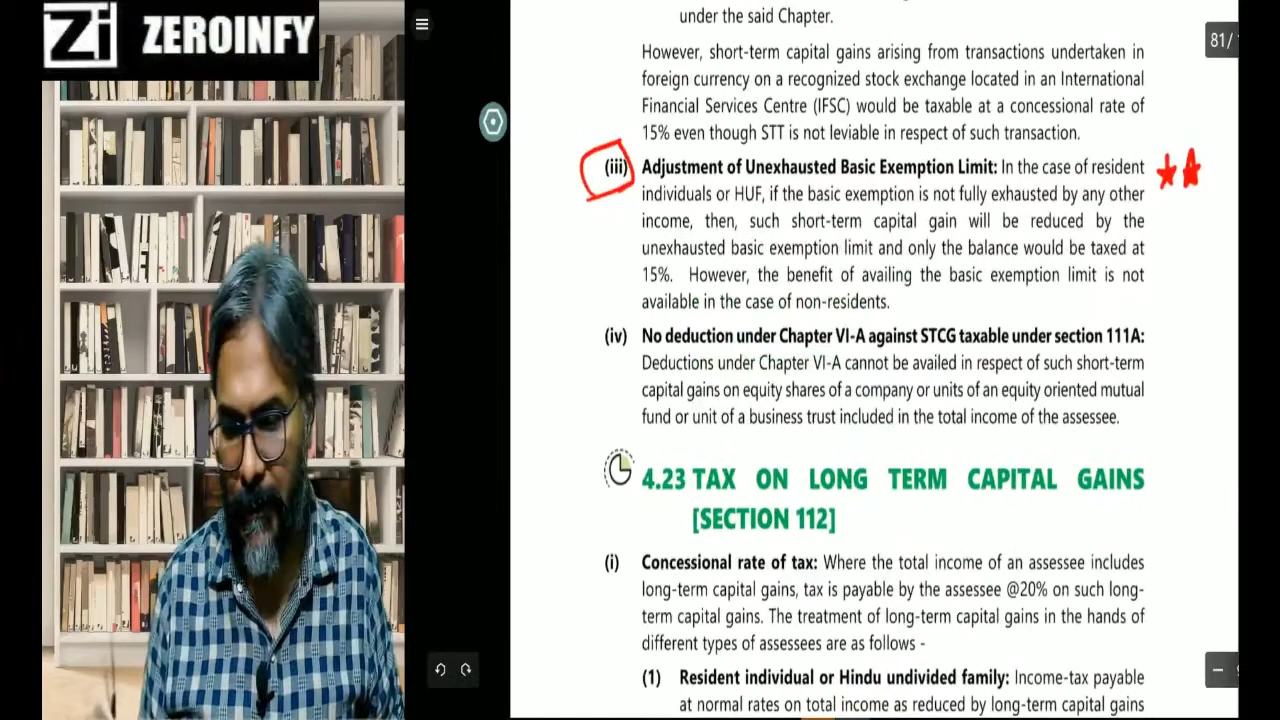 Zi ZEROINFY
81/
under the said Chapter.
However, short-term capital gains arising from transactions undertaken in
foreign currency on a recognized stock exchange located in an International
Financial Services Centre (IFSC) would be taxable at a concessional rate of
15% even though STT is not leviable in respect of such transaction.
(iii) Adjustment of Unexhausted Basic Exemption Limit: In the case of resident
individuals or HUF, if the basic exemption is not fully exhausted by any other
income, then, such short-term capital gain will be reduced by the
unexhausted basic exemption limit and only the balance would be taxed at
15%. However, the benefit of availing the basic exemption limit is not
available in the case of non-residents.
(iv) No deduction under Chapter VI-A against STCG taxable under section 111A:
Deductions under Chapter VI-A cannot be availed in respect of such short-term
capital gains on equity shares of a company or units of an equity oriented mutual
fund or unit of a business trust included in the total income of the assessee.
4.23 TAX ON LONG TERM CAPITAL GAINS
[SECTION 112]
(i) Concessional rate of tax: Where the total income of an assessee includes
long-term capital gains, tax is payable by the assessee @20% on such long-
term capital gains. The treatment of long-term capital gains in the hands of
different types of assessees are as follows -
(1) Resident individual or Hindu undivided family: Income-tax payable
at normal rates on total income as reduced by long-term capital gains